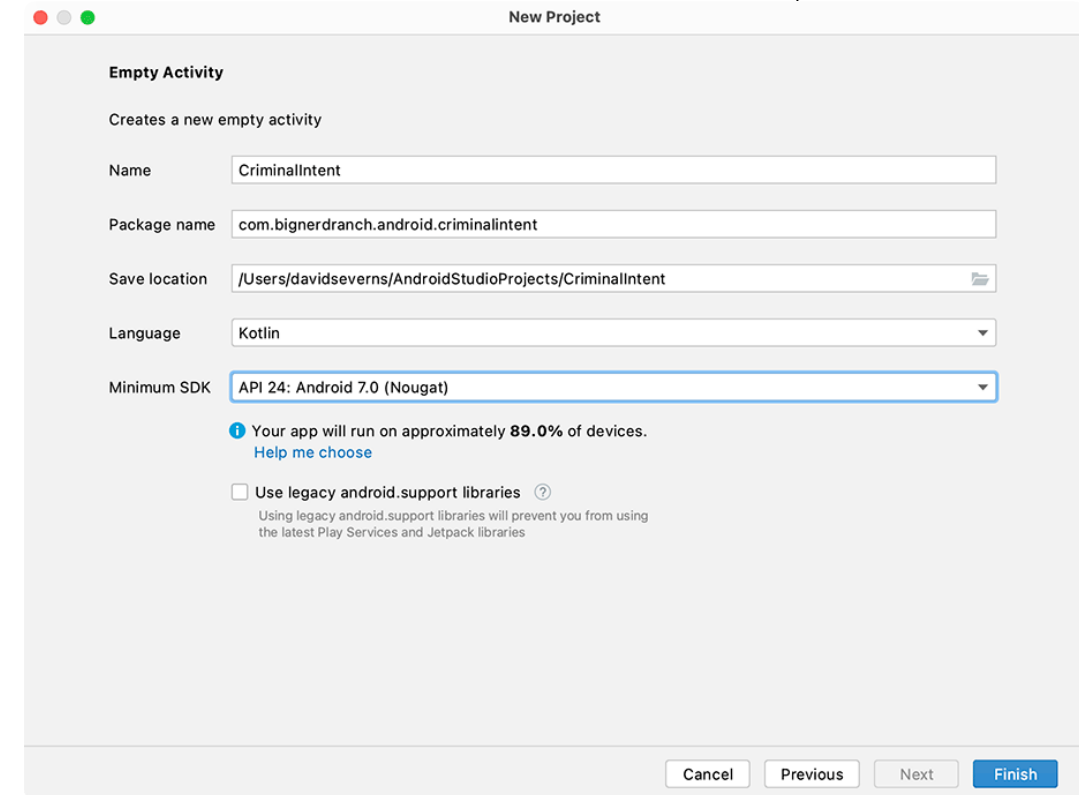 New Project
Empty Activity
Creates a new empty activity
Name CriminalIntent
Package name com.bignerdranch.android.criminalintent
Save location /Users/davidseverns/AndroidStudioProjects/CriminalIntent
Language Kotlin
Minimum SDK API 24: Android 7.0 (Nougat)
Your app will run on approximately 89.0% of devices.
Help me choose
Use legacy android.support libraries ?
Using legacy android.support libraries will prevent you from using
the latest Play Services and Jetpack libraries
Cancel Previous Next Finish